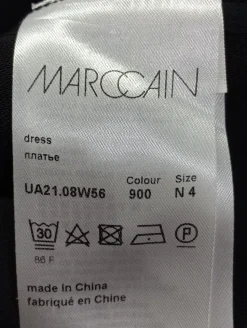 MARCCAIN
dress
платье
Colour Size
UA21.08W56 900 N 4
30
P
86 F
made in China
fabriqué en Chine